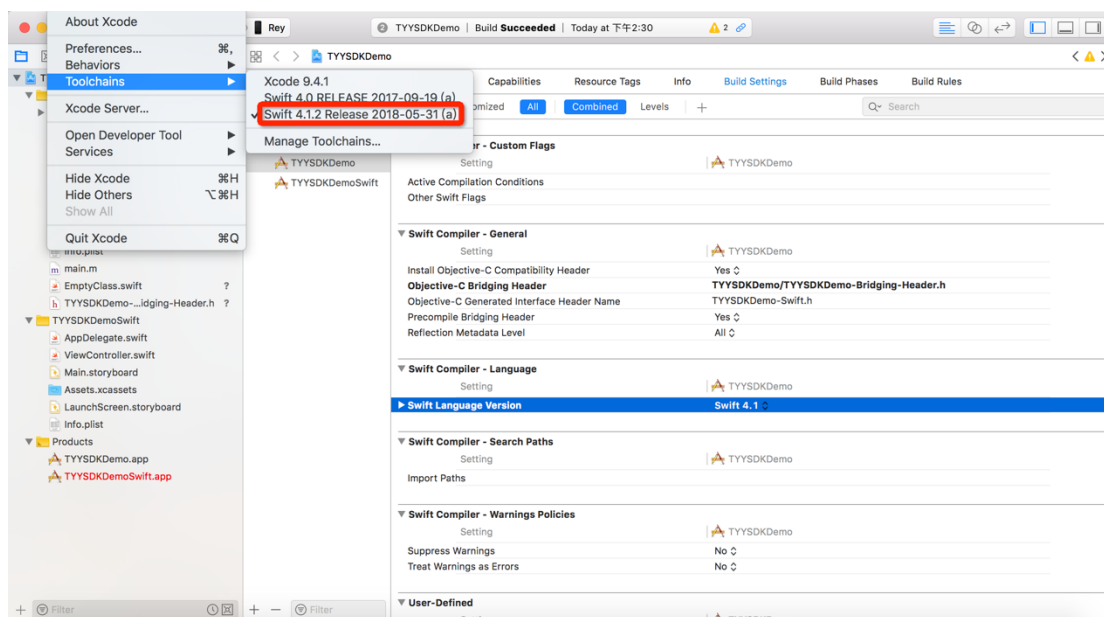 About Xcode
Preferences... ⌘,
Behaviors
Toolchains
Xcode Server...
Open Developer Tool
Services
Hide Xcode ⌘H
Hide Others ⌥⌘H
Show All
Quit Xcode ⌘Q
Xcode 9.4.1
Swift 4.0 RELEASE 2017-09-19 (a)
✓ Swift 4.1.2 Release 2018-05-31 (a)
Manage Toolchains...
Rey
TYYSDKDemo | Build Succeeded | Today at 下午2:30
2
TYYSDKDemo
Capabilities Resource Tags Info Build Settings Build Phases Build Rules
All Combined Levels + Search
TYYSDKDemo
TYYSDKDemoSwift
Info.plist
main.m
EmptyClass.swift ?
TYYSDKDemo-...idging-Header.h ?
TYYSDKDemoSwift
AppDelegate.swift
ViewController.swift
Main.storyboard
Assets.xcassets
LaunchScreen.storyboard
Info.plist
Products
TYYSDKDemo.app
TYYSDKDemoSwift.app
- Custom Flags
Setting TYYSDKDemo
Active Compilation Conditions
Other Swift Flags
Swift Compiler - General
Setting TYYSDKDemo
Install Objective-C Compatibility Header Yes
Objective-C Bridging Header TYYSDKDemo/TYYSDKDemo-Bridging-Header.h
Objective-C Generated Interface Header Name TYYSDKDemo-Swift.h
Precompile Bridging Header Yes
Reflection Metadata Level All
Swift Compiler - Language
Setting TYYSDKDemo
Swift Language Version Swift 4.1
Swift Compiler - Search Paths
Setting TYYSDKDemo
Import Paths
Swift Compiler - Warnings Policies
Setting TYYSDKDemo
Suppress Warnings No
Treat Warnings as Errors No
User-Defined
+ Filter
+ − Filter